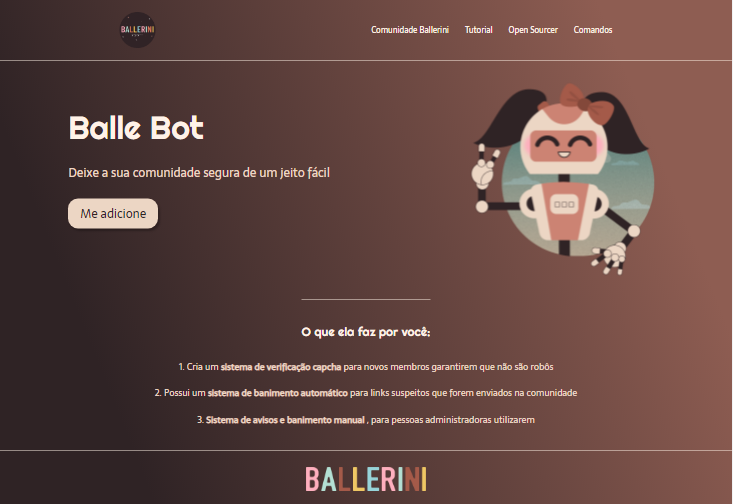 BALLERINI
Comunidade Ballerini Tutorial Open Sourcer Comandos
Balle Bot
Deixe a sua comunidade segura de um jeito fácil
Me adicione
O que ela faz por você:
1. Cria um sistema de verificação capcha para novos membros garantirem que não são robôs
2. Possui um sistema de banimento automático para links suspeitos que forem enviados na comunidade
3. Sistema de avisos e banimento manual , para pessoas administradoras utilizarem
BALLERINI